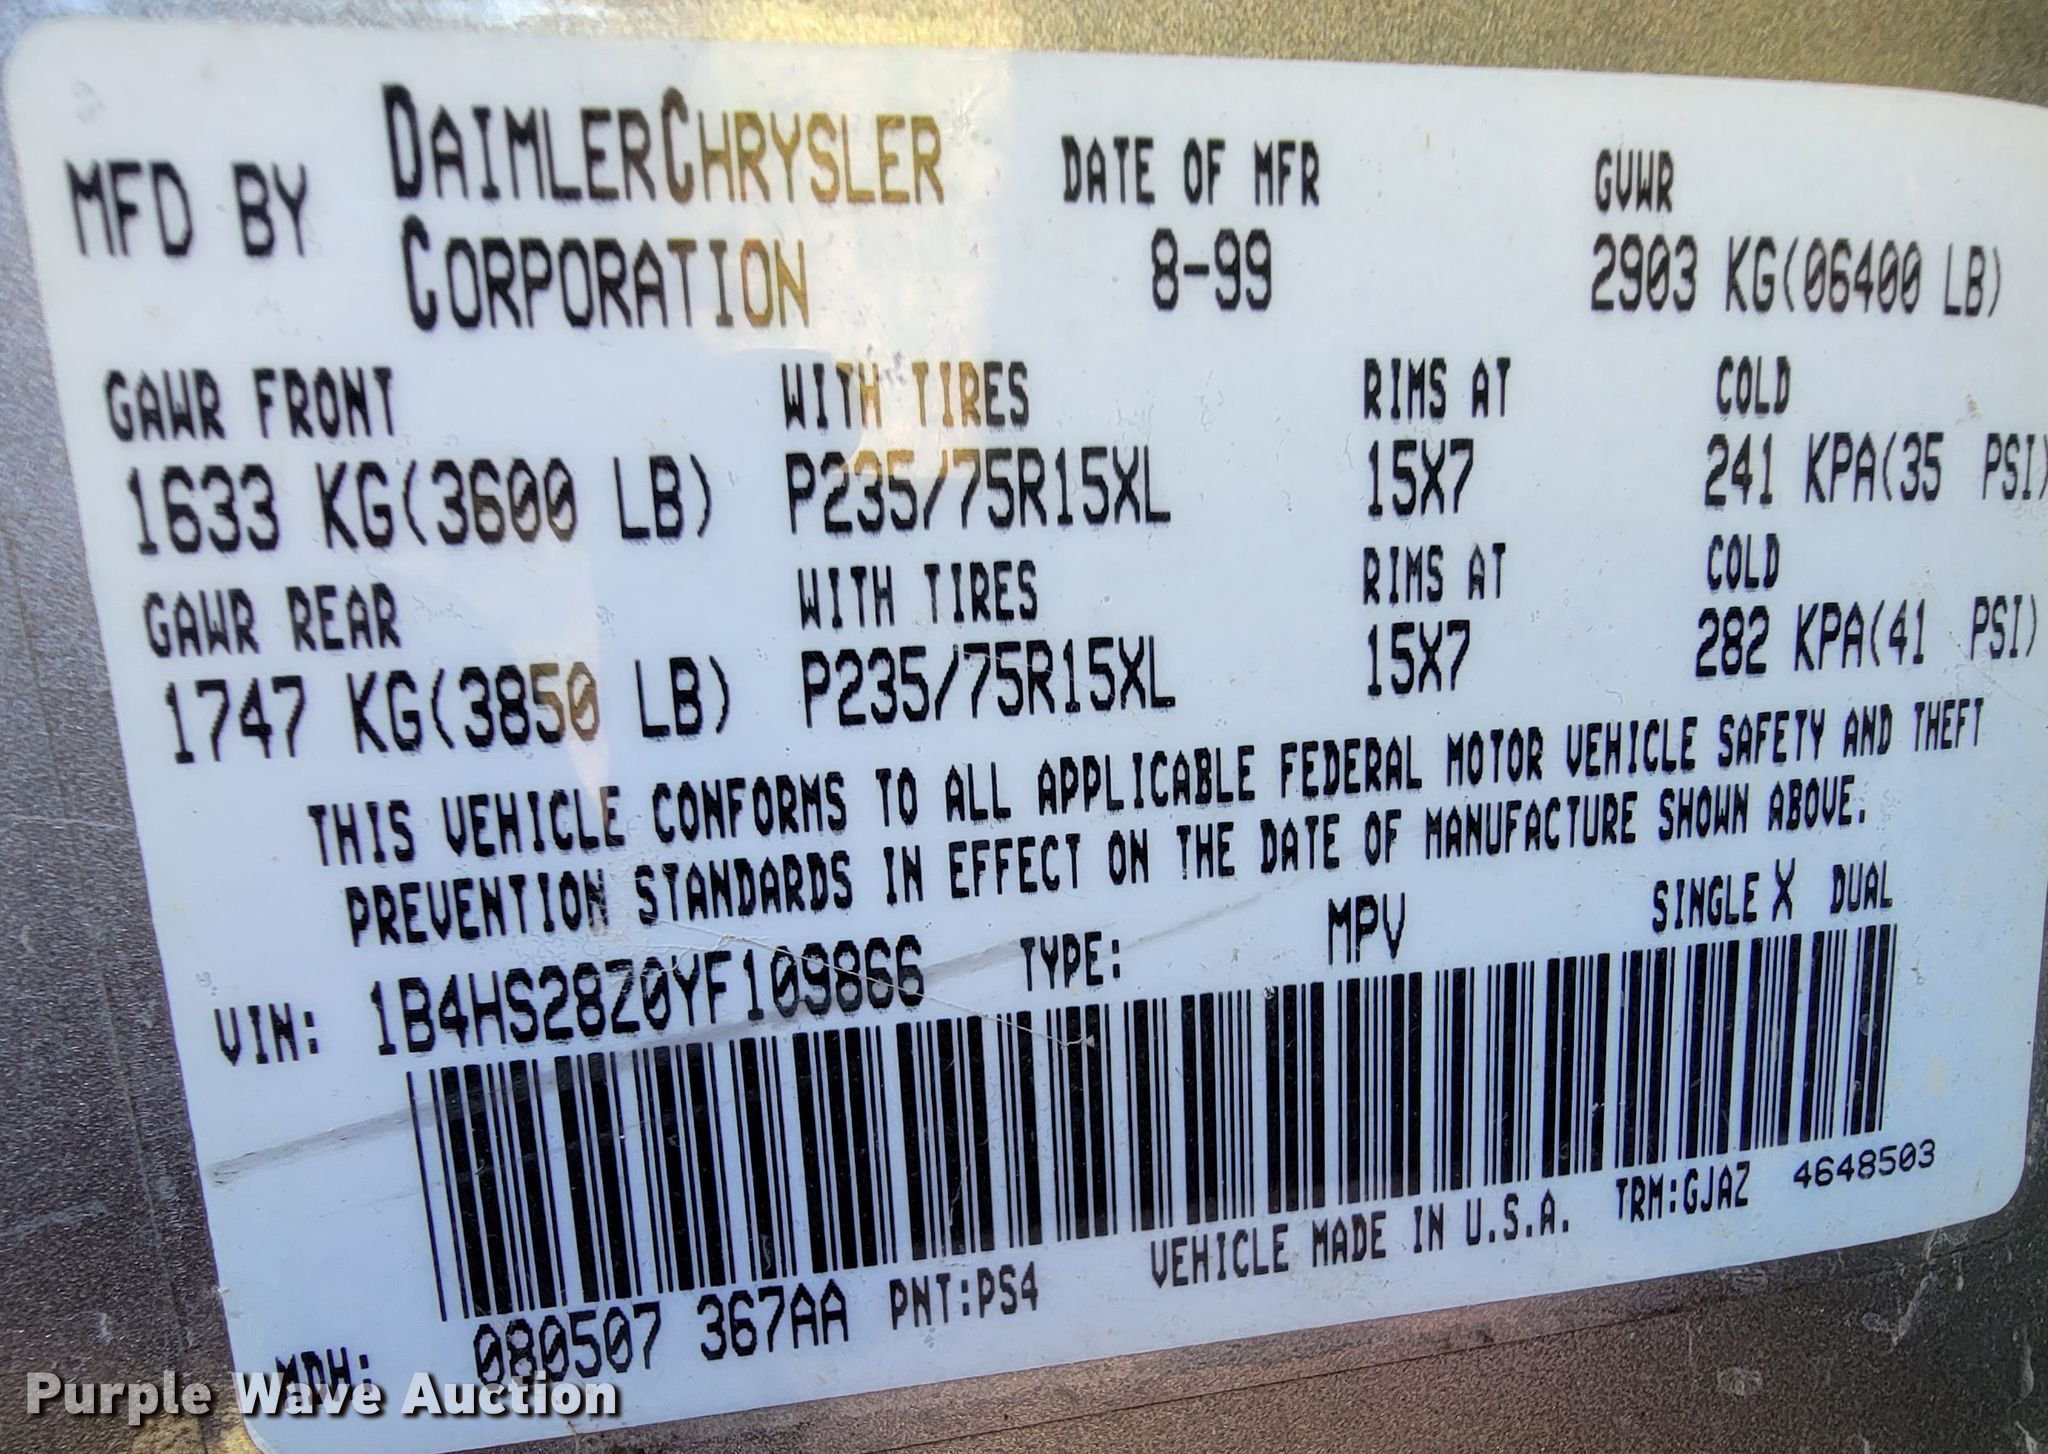 MFD BY DAIMLERCHRYSLER CORPORATION DATE OF MFR 8-99 GVWR 2903 KG(06400 LB)
GAWR FRONT WITH TIRES RIMS AT COLD
1633 KG(3600 LB) P235/75R15XL 15X7 241 KPA(35 PSI)
GAWR REAR WITH TIRES RIMS AT COLD
1747 KG(3850 LB) P235/75R15XL 15X7 282 KPA(41 PSI)
THIS VEHICLE CONFORMS TO ALL APPLICABLE FEDERAL MOTOR VEHICLE SAFETY AND THEFT
PREVENTION STANDARDS IN EFFECT ON THE DATE OF MANUFACTURE SHOWN ABOVE.
VIN: 1B4HS28Z0YF109866 TYPE: MPV SINGLE X DUAL
MDH: 080507 367AA PNT:PS4 VEHICLE MADE IN U.S.A. TRM:GJAZ 4648503
Purple Wave Auction